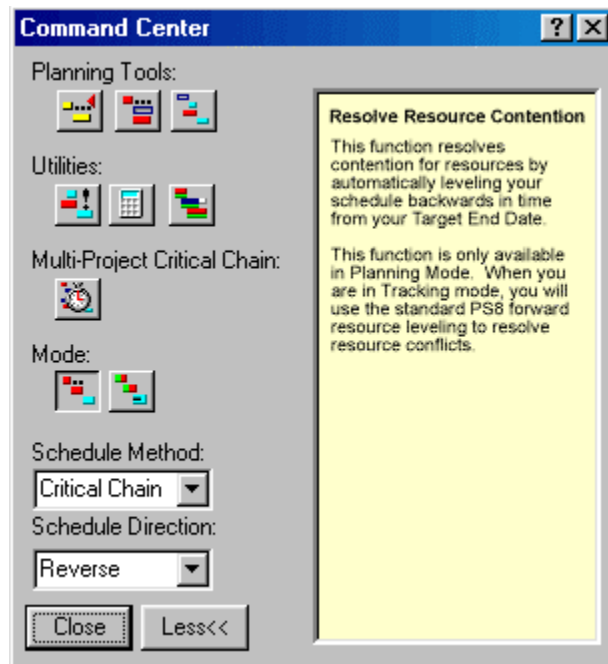 Command Center
Planning Tools:
Utilities:
Multi-Project Critical Chain:
Mode:
Schedule Method:
Critical Chain
Schedule Direction:
Reverse
Close
Less<<
Resolve Resource Contention
This function resolves
contention for resources by
automatically leveling your
schedule backwards in time
from your Target End Date.
This function is only available
in Planning Mode. When you
are in Tracking mode, you will
use the standard PS8 forward
resource leveling to resolve
resource conflicts.